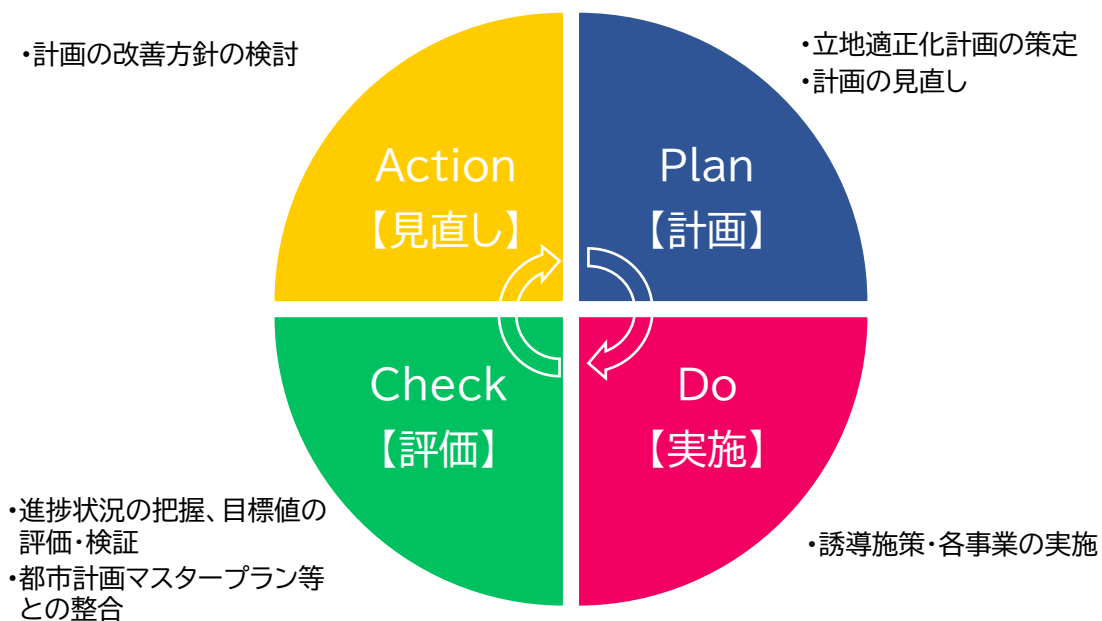 ・計画の改善方針の検討
・立地適正化計画の策定
・計画の見直し
Action
【見直し】
Plan
【計画】
Check
【評価】
Do
【実施】
・進捗状況の把握、目標値の
評価・検証
・都市計画マスタープラン等
との整合
・誘導施策・各事業の実施